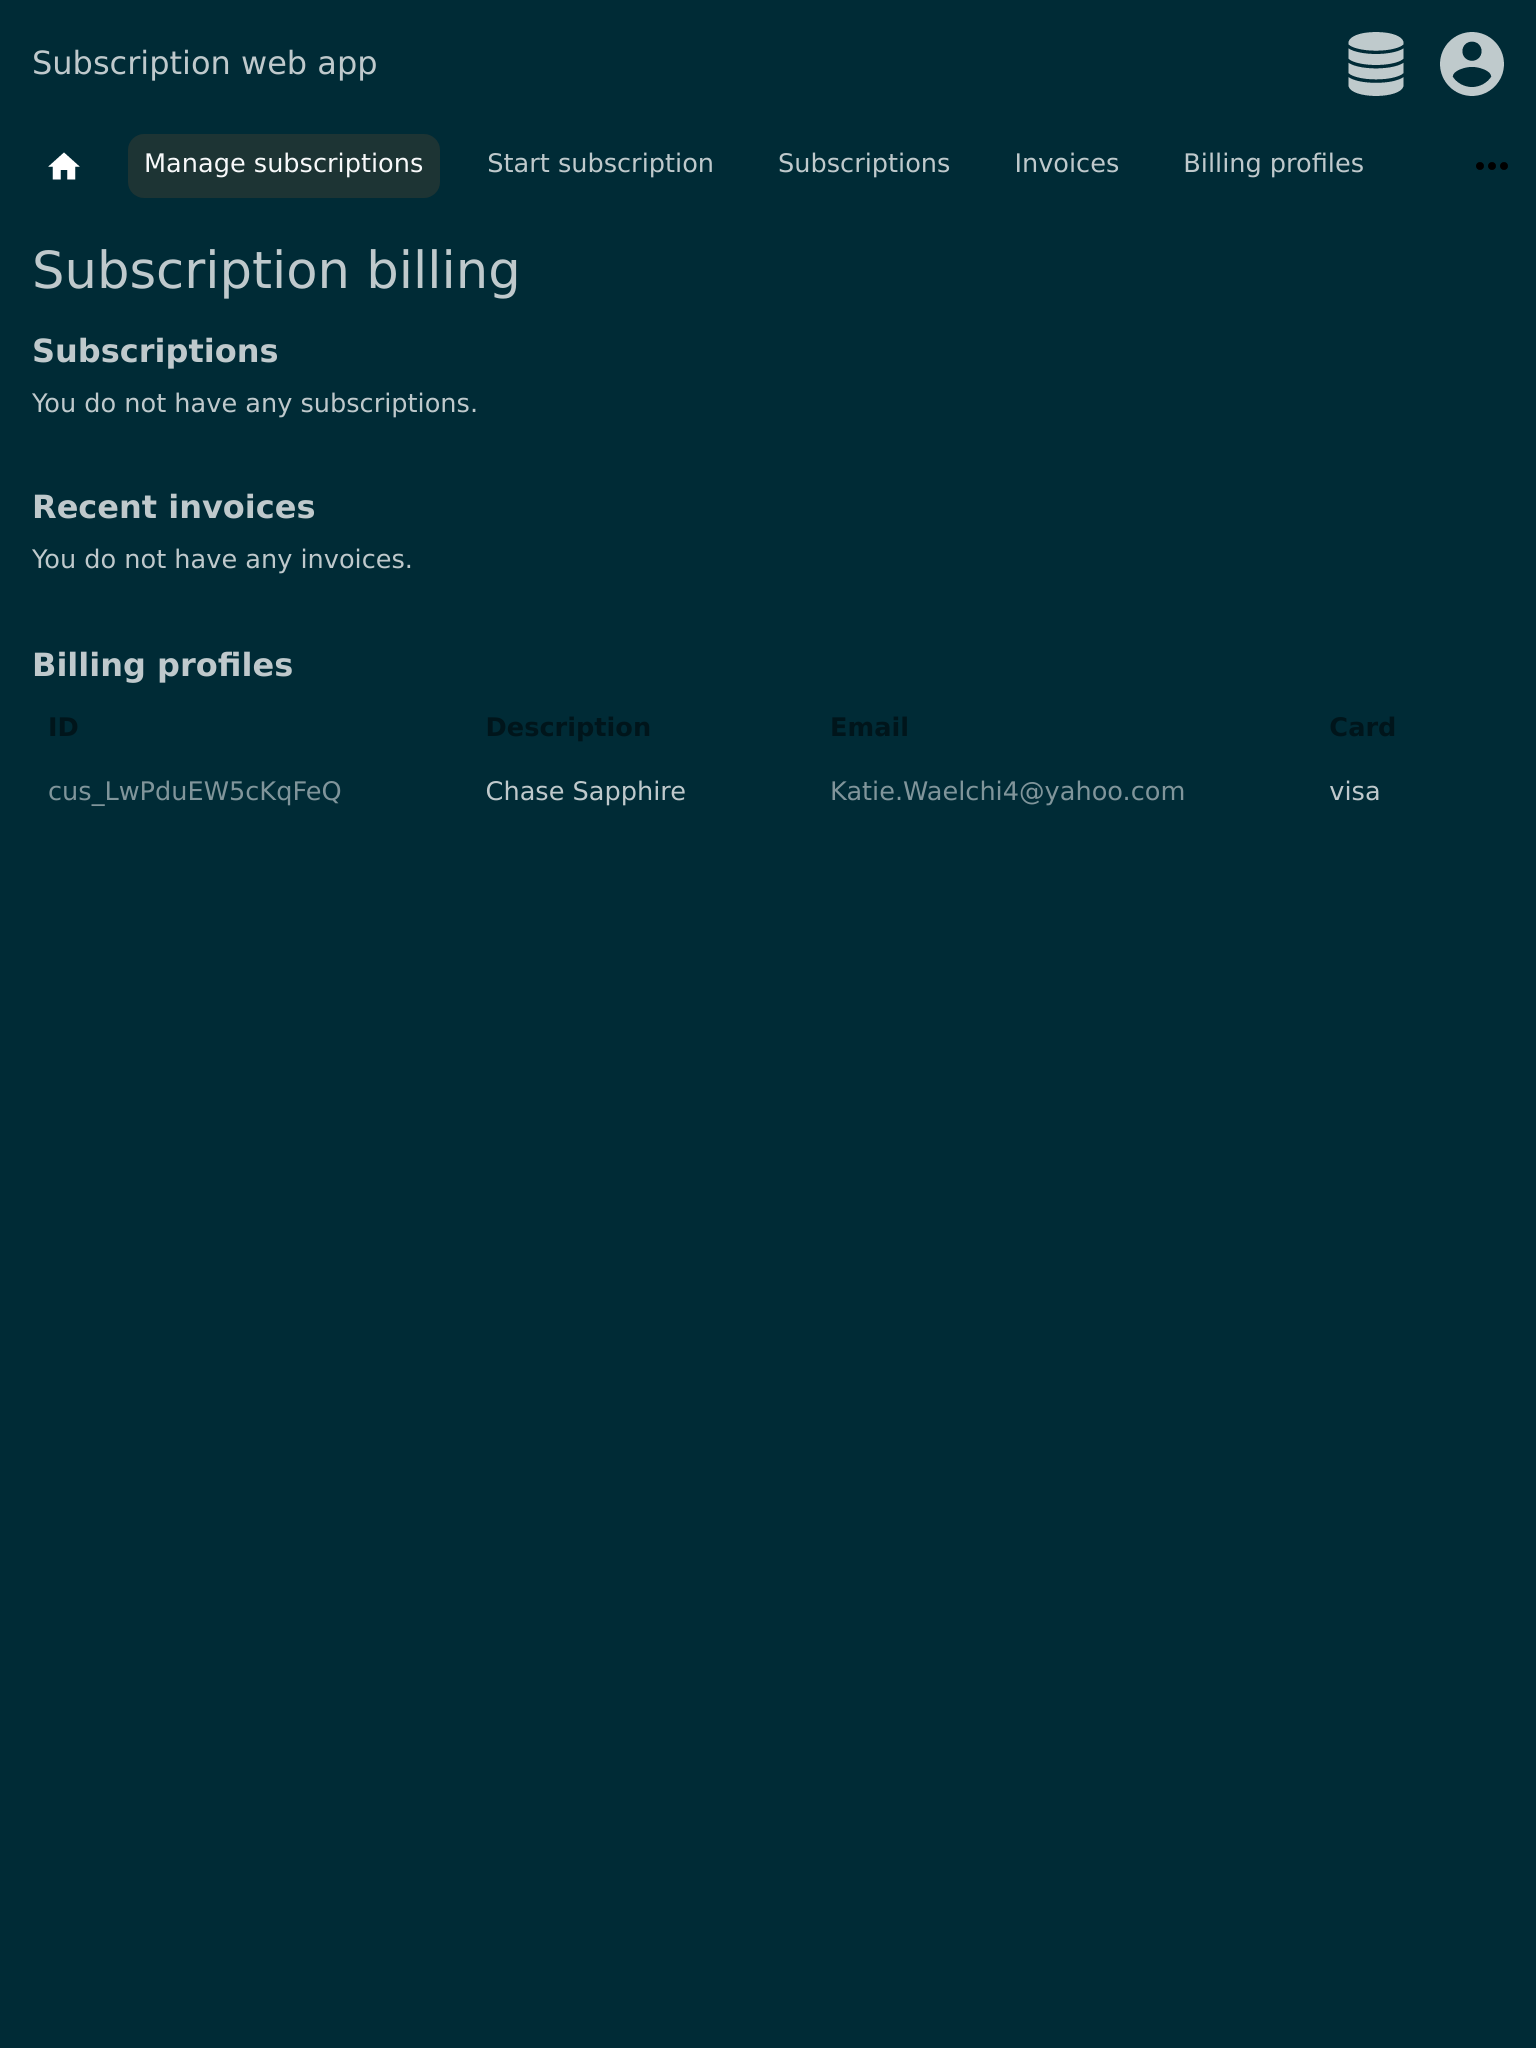 Subscription web app
Manage subscriptions Start subscription Subscriptions Invoices Billing profiles
Subscription billing
Subscriptions
You do not have any subscriptions.
Recent invoices
You do not have any invoices.
Billing profiles
ID Description Email Card
cus_LwPduEW5cKqFeQ Chase Sapphire Katie.Waelchi4@yahoo.com visa